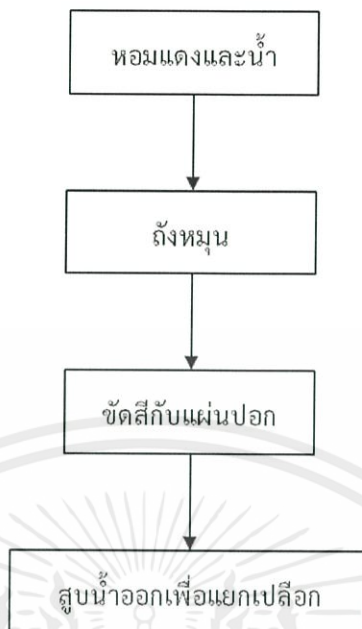 หอมแดงและน้ำ
ถังหมุน
ขัดสีกับแผ่นปอก
สูบน้ำออกเพื่อแยกเปลือก